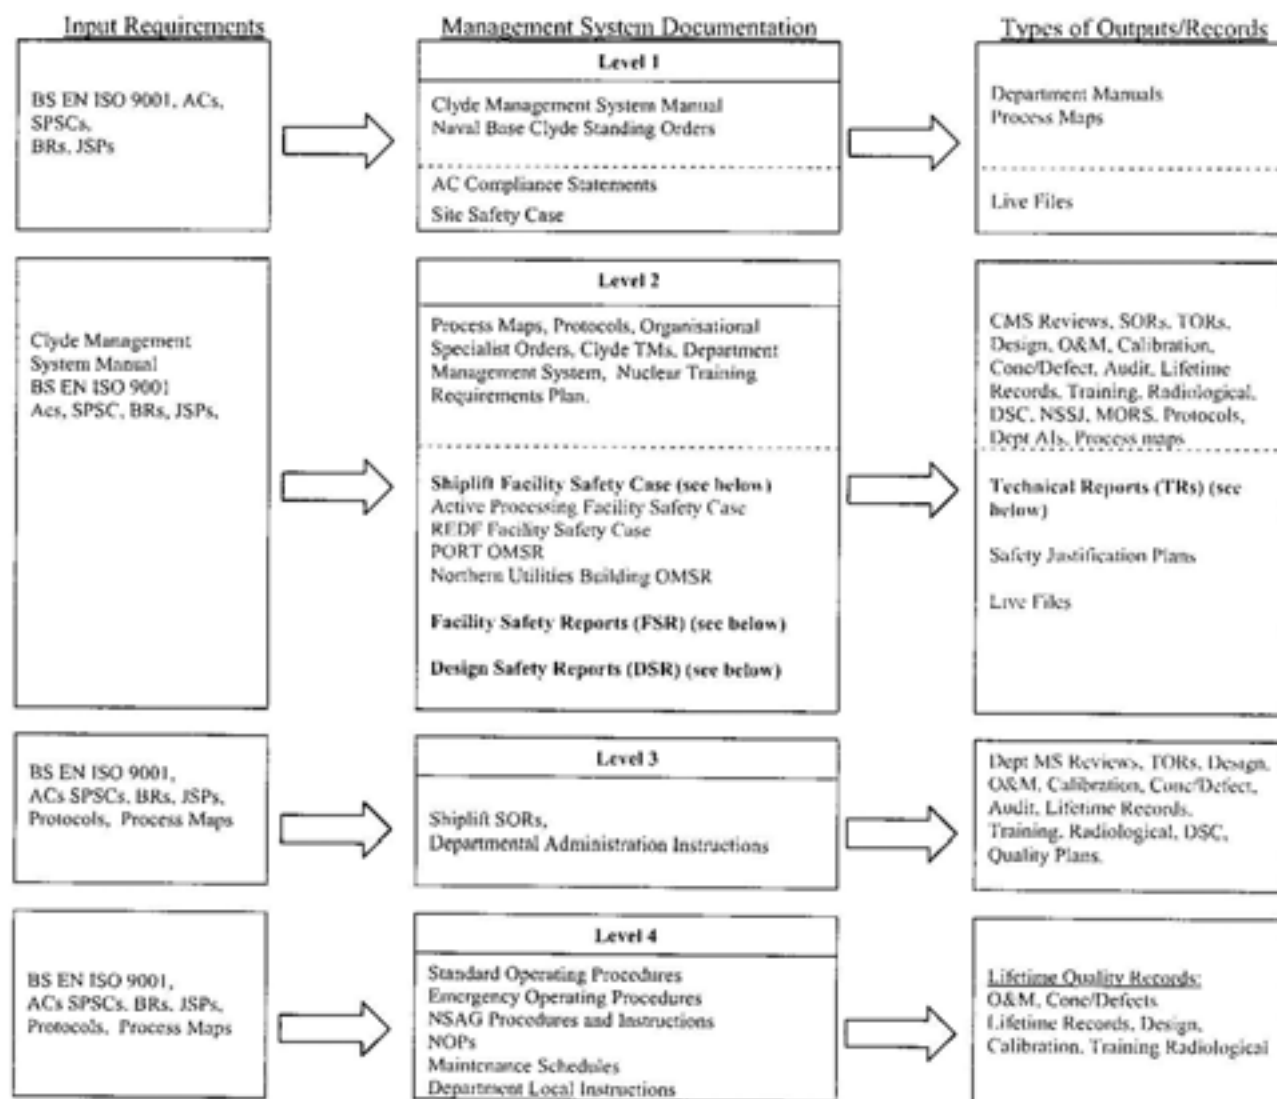 Input Requirements
Management System Documentation
Types of Outputs/Records
BS EN ISO 9001, ACs,
SPSCs,
BRs, JSPs
Level 1
Clyde Management System Manual
Naval Base Clyde Standing Orders
AC Compliance Statements
Site Safety Case
Department Manuals
Process Maps
Live Files
Clyde Management
System Manual
BS EN ISO 9001
Acs, SPSC, BRs, JSPs,
Level 2
Process Maps, Protocols, Organisational
Specialist Orders, Clyde TMs, Department
Management System, Nuclear Training
Requirements Plan.
Shiplift Facility Safety Case (see below)
Active Processing Facility Safety Case
REDF Facility Safety Case
PORT OMSR
Northern Utilities Building OMSR
Facility Safety Reports (FSR) (see below)
Design Safety Reports (DSR) (see below)
CMS Reviews, SORs, TORs,
Design, O&M, Calibration,
Conc/Defect, Audit, Lifetime
Records, Training, Radiological,
DSC, NSSJ, MORS, Protocols,
Dept AIs, Process maps
Technical Reports (TRs) (see
below)
Safety Justification Plans
Live Files
BS EN ISO 9001,
ACs SPSCs, BRs, JSPs,
Protocols, Process Maps
Level 3
Shiplift SORs,
Departmental Administration Instructions
Dept MS Reviews, TORs, Design,
O&M, Calibration, Conc/Defect,
Audit, Lifetime Records,
Training, Radiological, DSC,
Quality Plans.
BS EN ISO 9001,
ACs SPSCs, BRs, JSPs,
Protocols, Process Maps
Level 4
Standard Operating Procedures
Emergency Operating Procedures
NSAG Procedures and Instructions
NOPs
Maintenance Schedules
Department Local Instructions
Lifetime Quality Records:
O&M, Conc/Defects
Lifetime Records, Design,
Calibration, Training Radiological